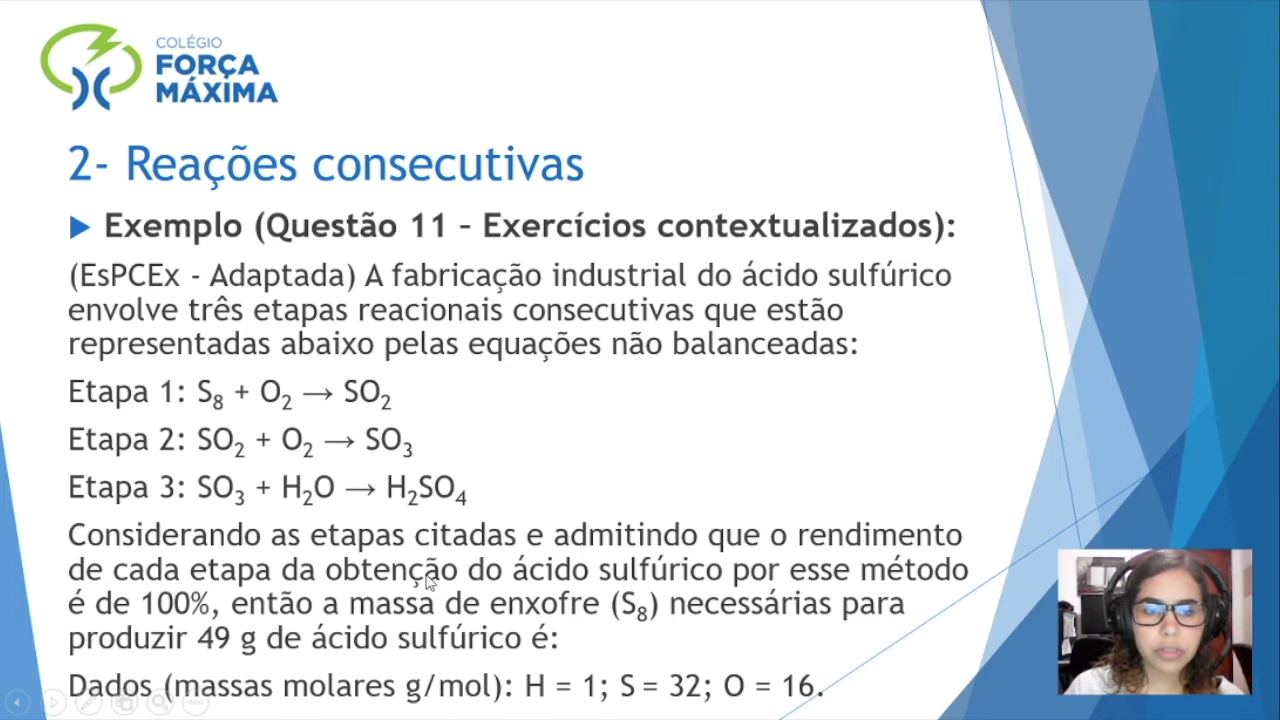 COLÉGIO
FORÇA
MÁXIMA
2- Reações consecutivas
Exemplo (Questão 11 – Exercícios contextualizados):
(EsPCEx - Adaptada) A fabricação industrial do ácido sulfúrico
envolve três etapas reacionais consecutivas que estão
representadas abaixo pelas equações não balanceadas:
Etapa 1: S₈ + O₂ → SO₂
Etapa 2: SO₂ + O₂ → SO₃
Etapa 3: SO₃ + H₂O → H₂SO₄
Considerando as etapas citadas e admitindo que o rendimento
de cada etapa da obtenção do ácido sulfúrico por esse método
é de 100%, então a massa de enxofre (S₈) necessárias para
produzir 49 g de ácido sulfúrico é:
Dados (massas molares g/mol): H = 1; S = 32; O = 16.